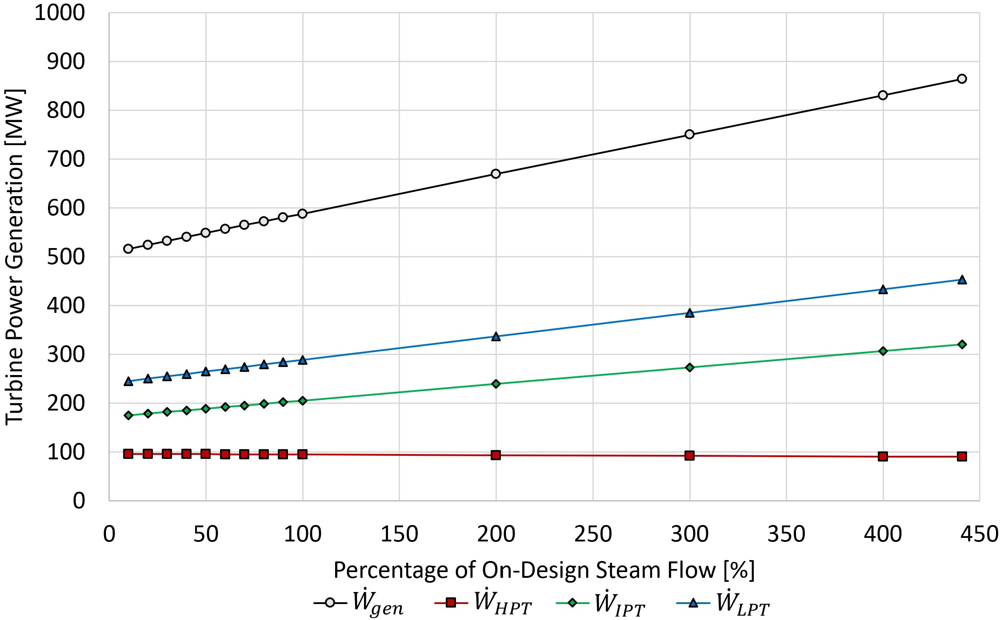 1000
900
800
700
600
500
400
300
200
100
0
Turbine Power Generation [MW]
0 50 100 150 200 250 300 350 400 450
Percentage of On-Design Steam Flow [%]
Ẇgen ẆHPT ẆIPT ẆLPT